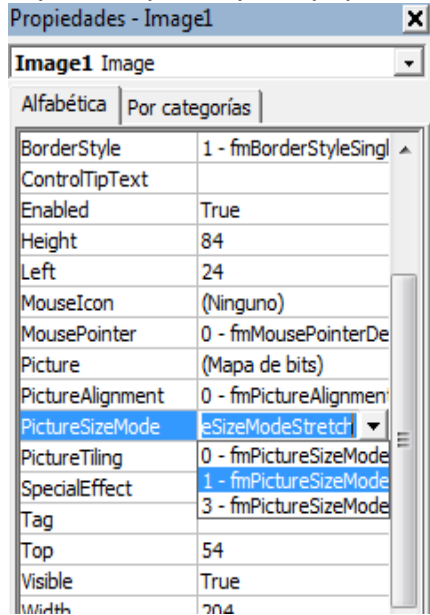 Propiedades - Image1
Image1 Image
Alfabética Por categorías
BorderStyle 1 - fmBorderStyleSingl
ControlTipText
Enabled True
Height 84
Left 24
MouseIcon (Ninguno)
MousePointer 0 - fmMousePointerDe
Picture (Mapa de bits)
PictureAlignment 0 - fmPictureAlignment
PictureSizeMode eSizeModeStretch
PictureTiling 0 - fmPictureSizeMode
SpecialEffect 1 - fmPictureSizeMode
3 - fmPictureSizeMode
Tag
Top 54
Visible True
Width 204